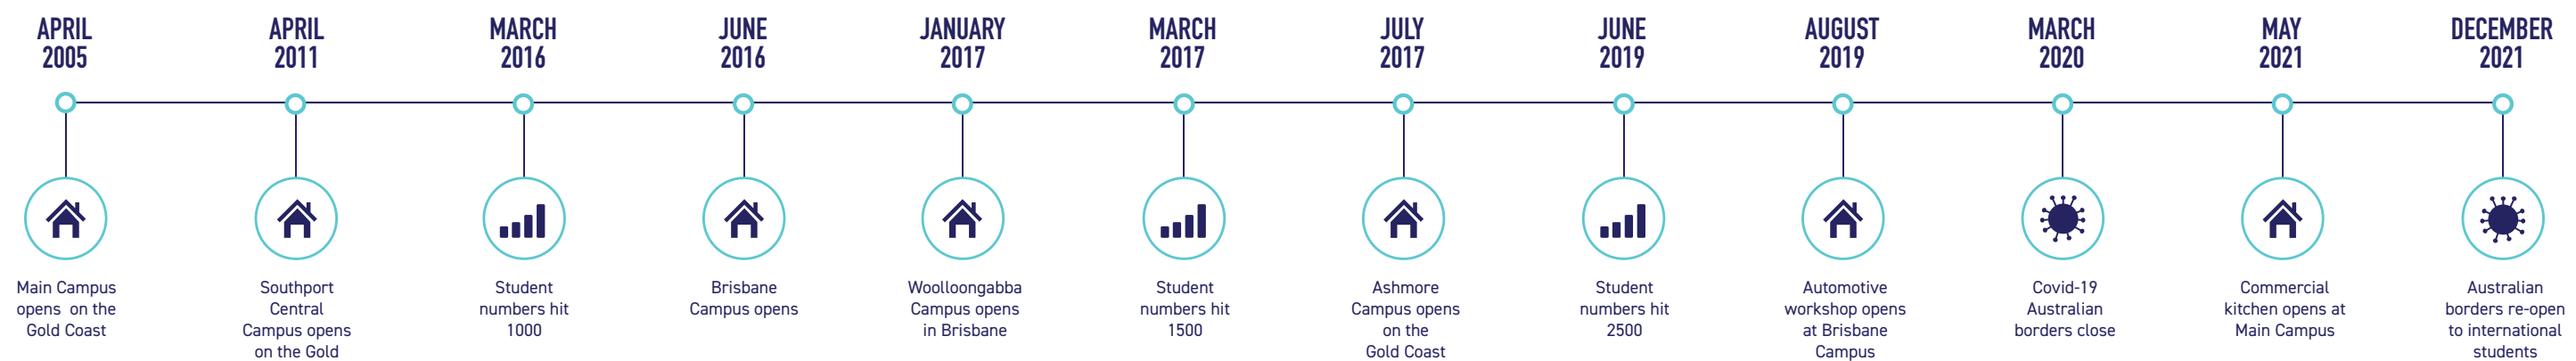 APRIL
2005
APRIL
2011
MARCH
2016
JUNE
2016
JANUARY
2017
MARCH
2017
JULY
2017
JUNE
2019
AUGUST
2019
MARCH
2020
MAY
2021
DECEMBER
2021
Main Campus
opens on the
Gold Coast
Southport
Central
Campus opens
on the Gold
Student
numbers hit
1000
Brisbane
Campus opens
Woolloongabba
Campus opens
in Brisbane
Student
numbers hit
1500
Ashmore
Campus opens
on the
Gold Coast
Student
numbers hit
2500
Automotive
workshop opens
at Brisbane
Campus
Covid-19
Australian
borders close
Commercial
kitchen opens at
Main Campus
Australian
borders re-open
to international
students